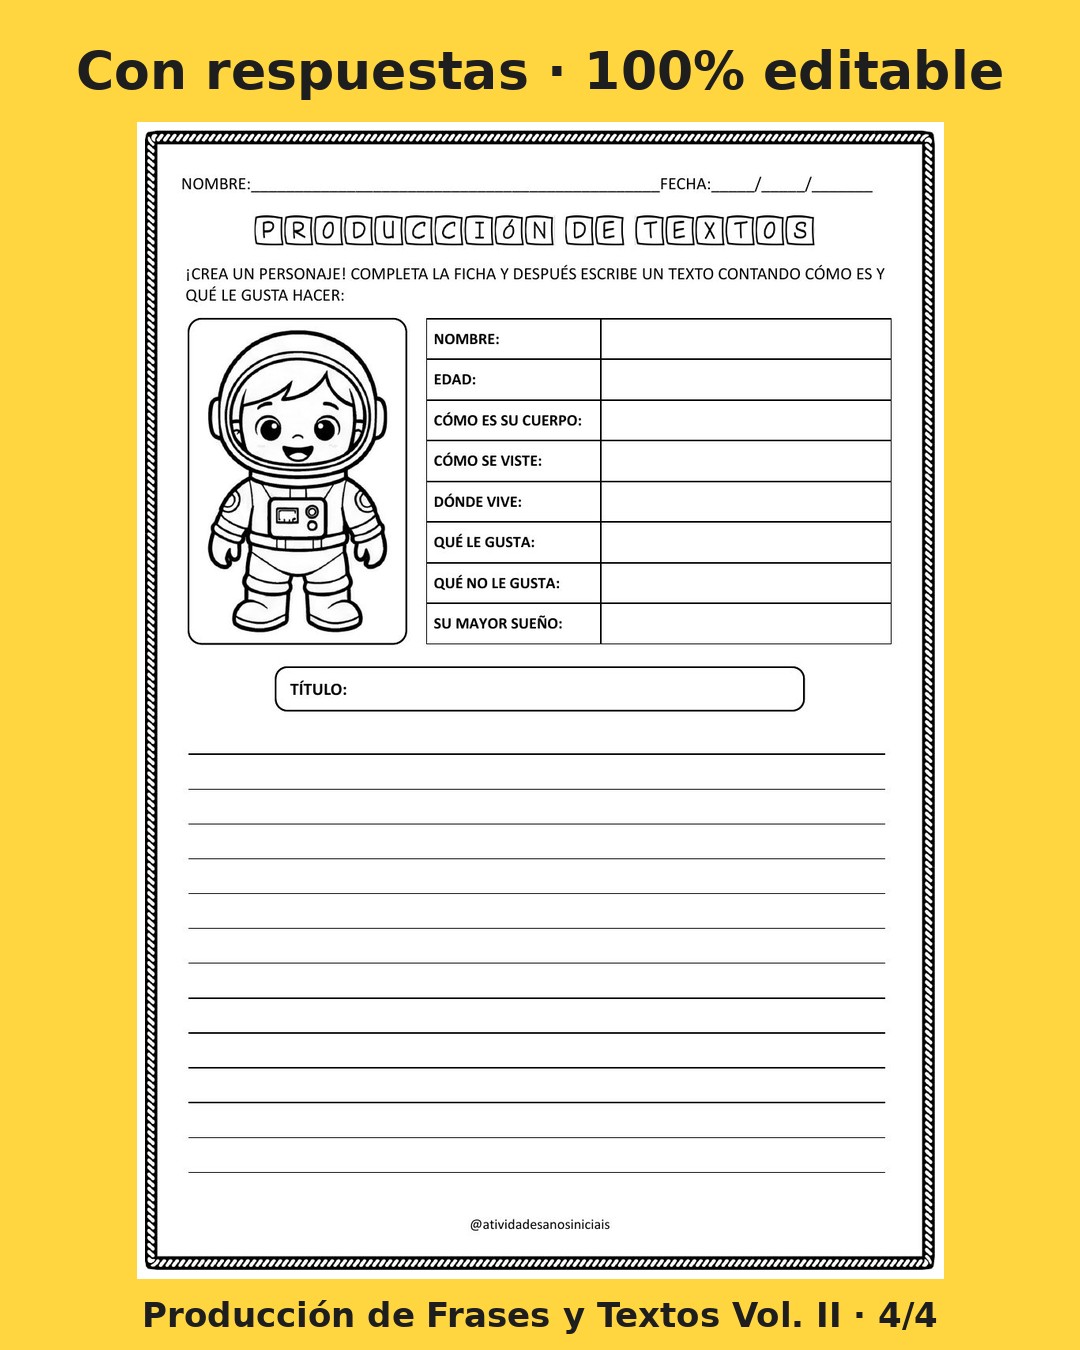 Con respuestas · 100% editable
NOMBRE:_______________________________________________FECHA:_____/_____/_______
PRODUCCIÓN DE TEXTOS
¡CREA UN PERSONAJE! COMPLETA LA FICHA Y DESPUÉS ESCRIBE UN TEXTO CONTANDO CÓMO ES Y
QUÉ LE GUSTA HACER:
NOMBRE:
EDAD:
CÓMO ES SU CUERPO:
CÓMO SE VISTE:
DÓNDE VIVE:
QUÉ LE GUSTA:
QUÉ NO LE GUSTA:
SU MAYOR SUEÑO:
TÍTULO:
@atividadesanosiniciais
Producción de Frases y Textos Vol. II · 4/4